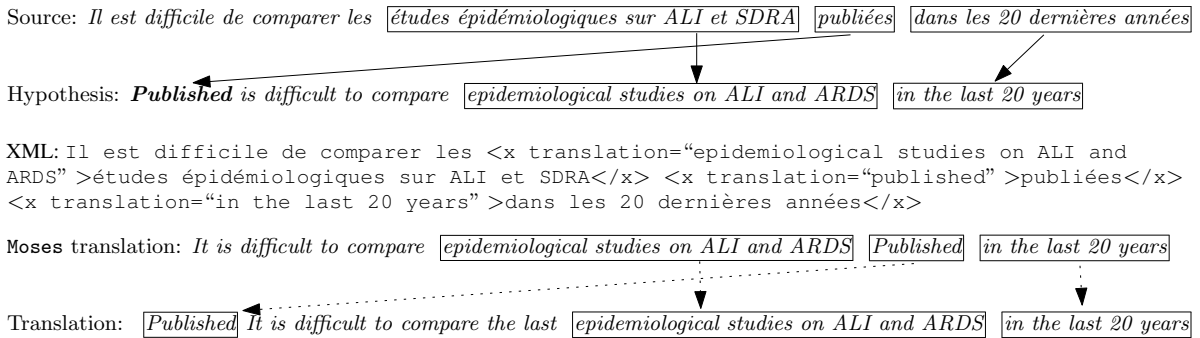 Source: Il est difficile de comparer les études épidémiologiques sur ALI et SDRA publiées dans les 20 dernières années
Hypothesis: Published is difficult to compare epidemiological studies on ALI and ARDS in the last 20 years
XML: Il est difficile de comparer les <x translation=“epidemiological studies on ALI and
ARDS” >études épidémiologiques sur ALI et SDRA</x> <x translation=“published” >publiées</x>
<x translation=“in the last 20 years” >dans les 20 dernières années</x>
Moses translation: It is difficult to compare epidemiological studies on ALI and ARDS Published in the last 20 years
Translation: Published It is difficult to compare the last epidemiological studies on ALI and ARDS in the last 20 years